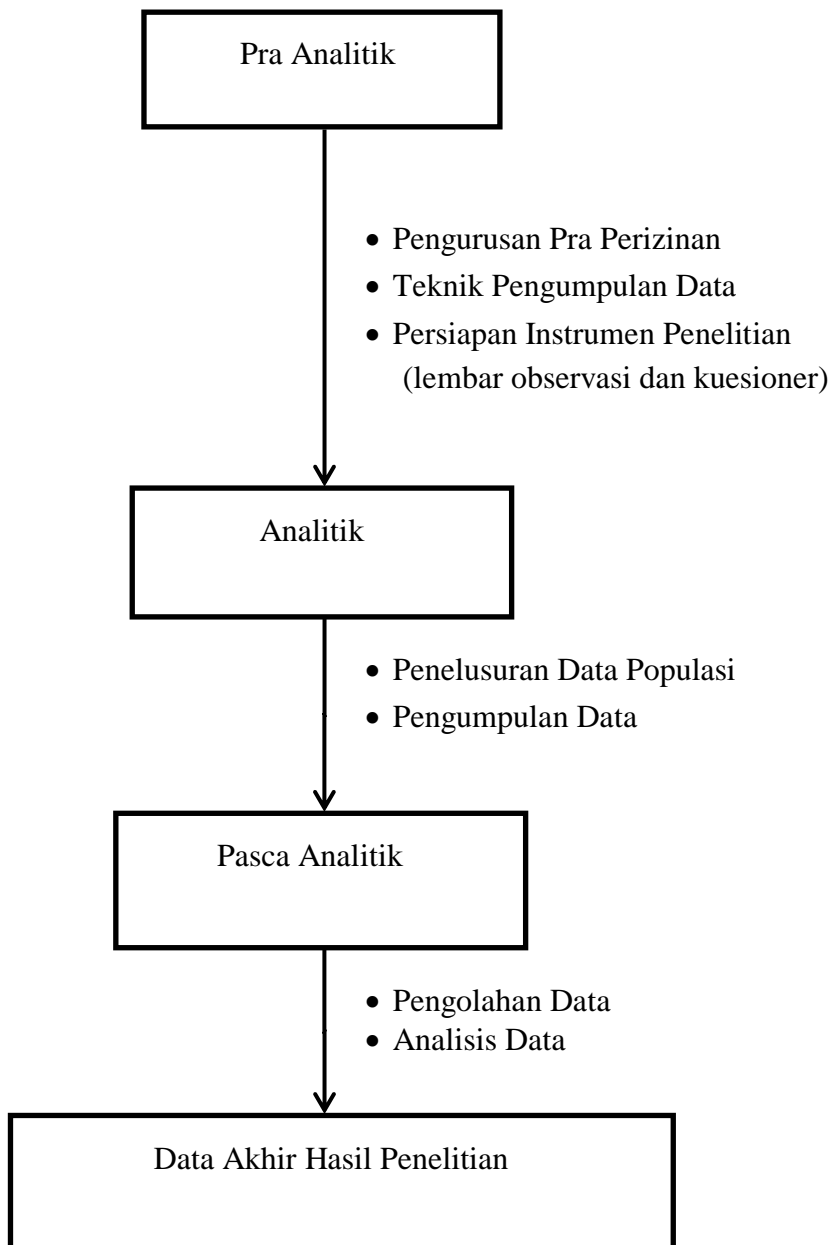 Pra Analitik
• Pengurusan Pra Perizinan
• Teknik Pengumpulan Data
• Persiapan Instrumen Penelitian
(lembar observasi dan kuesioner)
Analitik
• Penelusuran Data Populasi
• Pengumpulan Data
Pasca Analitik
• Pengolahan Data
• Analisis Data
Data Akhir Hasil Penelitian